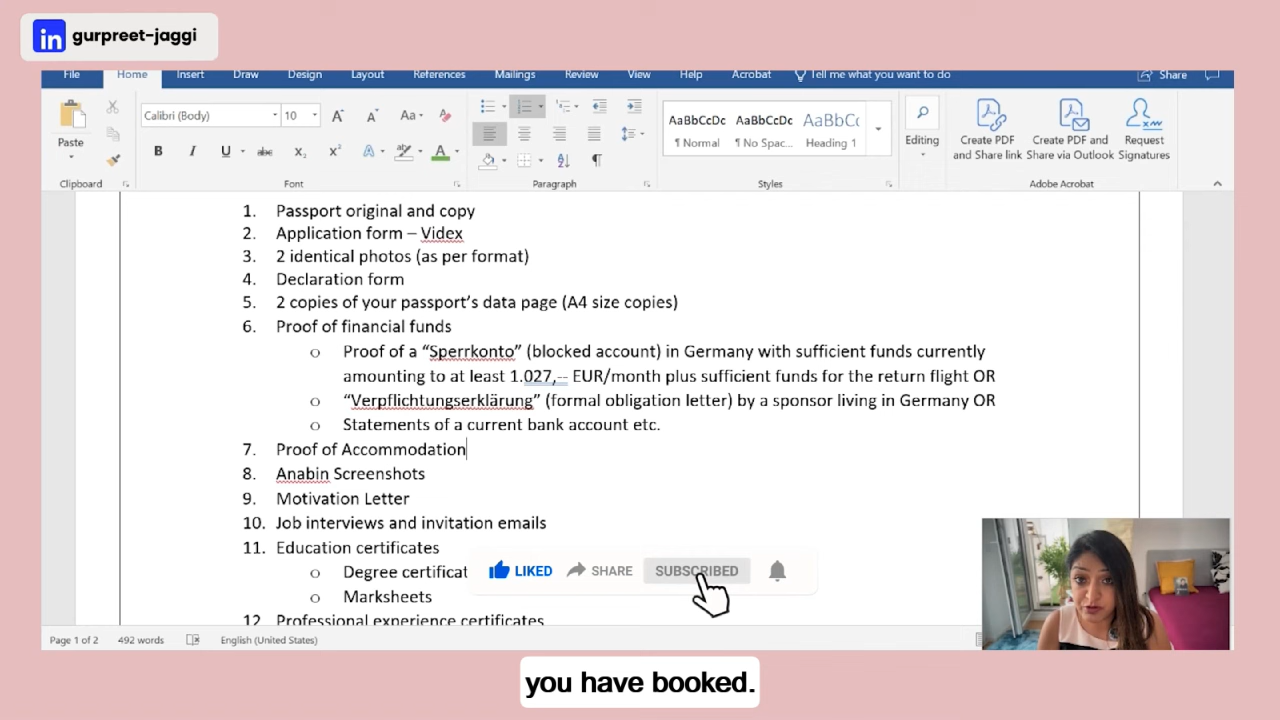 in gurpreet-jaggi
File Home Insert Draw Design Layout References Mailings Review View Help Acrobat Tell me what you want to do Share
Paste Calibri (Body) 10 A A Aa
B I U abc X₂ X² A A
AaBbCcDc AaBbCcDc AaBbCc
¶ Normal ¶ No Spac... Heading 1
Editing
Create PDF and Share link
Create PDF and Share via Outlook
Request Signatures
Clipboard Font Paragraph Styles Adobe Acrobat
1. Passport original and copy
2. Application form – Videx
3. 2 identical photos (as per format)
4. Declaration form
5. 2 copies of your passport’s data page (A4 size copies)
6. Proof of financial funds
o Proof of a “Sperrkonto” (blocked account) in Germany with sufficient funds currently
amounting to at least 1.027,-- EUR/month plus sufficient funds for the return flight OR
o “Verpflichtungserklärung” (formal obligation letter) by a sponsor living in Germany OR
o Statements of a current bank account etc.
7. Proof of Accommodation
8. Anabin Screenshots
9. Motivation Letter
10. Job interviews and invitation emails
11. Education certificates
o Degree certificat
o Marksheets
12. Professional experience certificates
LIKED SHARE SUBSCRIBED
Page 1 of 2 492 words English (United States)
you have booked.